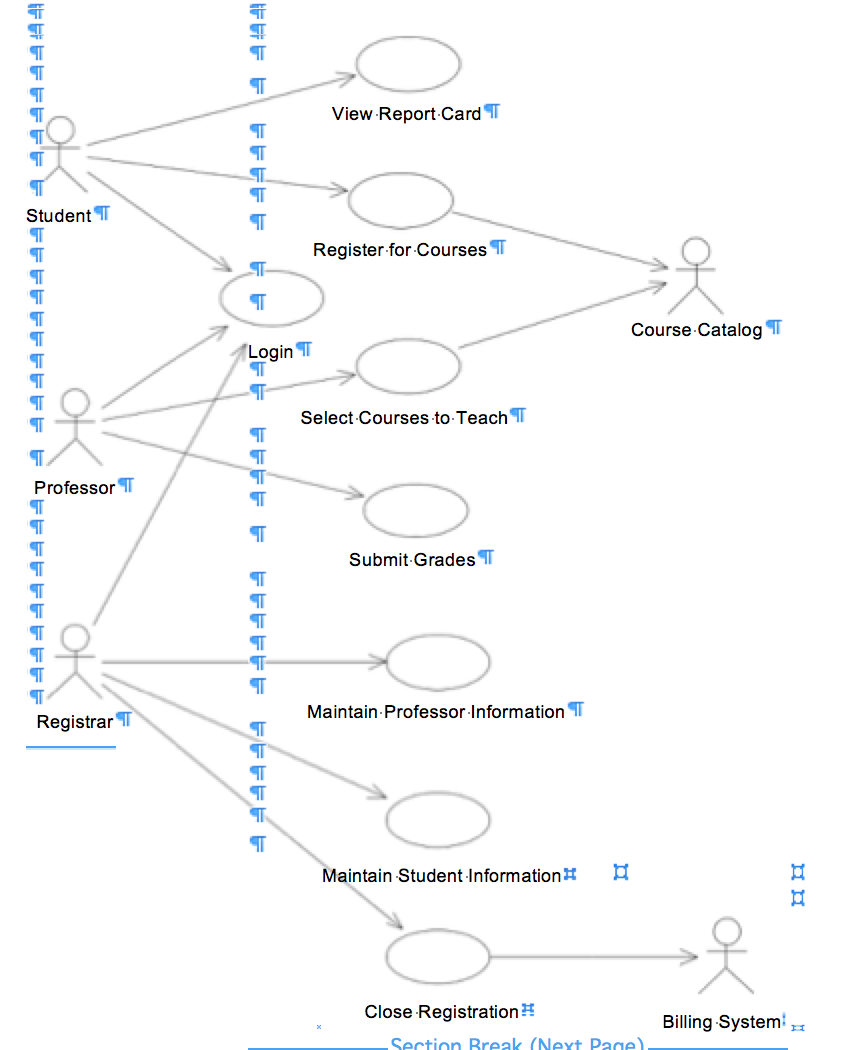 View Report Card
Student
Register for Courses
Course Catalog
Login
Select Courses to Teach
Professor
Submit Grades
Maintain Professor Information
Registrar
Maintain Student Information
Close Registration
Billing System
Section Break (Next Page)